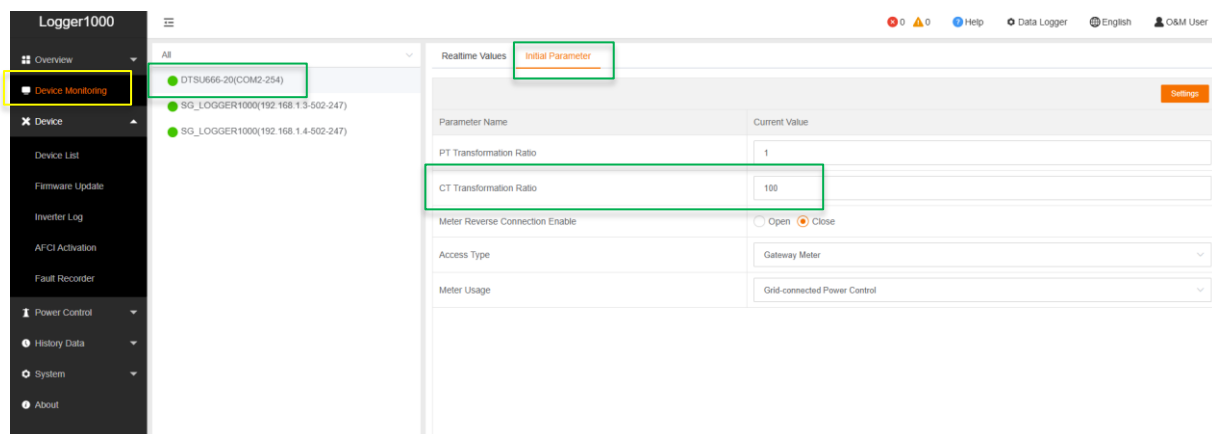 Logger1000
0 0 Help Data Logger English O&M User
Overview
Device Monitoring
Device
Device List
Firmware Update
Inverter Log
AFCI Activation
Fault Recorder
Power Control
History Data
System
About
All
DTSU666-20(COM2-254)
SG_LOGGER1000(192.168.1.3-502-247)
SG_LOGGER1000(192.168.1.4-502-247)
Realtime Values Initial Parameter
Settings
Parameter Name Current Value
PT Transformation Ratio 1
CT Transformation Ratio 100
Meter Reverse Connection Enable Open Close
Access Type Gateway Meter
Meter Usage Grid-connected Power Control